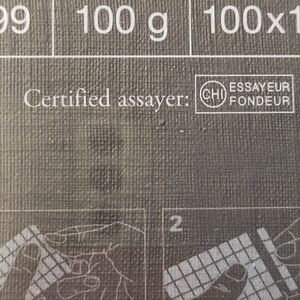 99 100 g 100x1
Certified assayer: CHI ESSAYEUR
FONDEUR
2